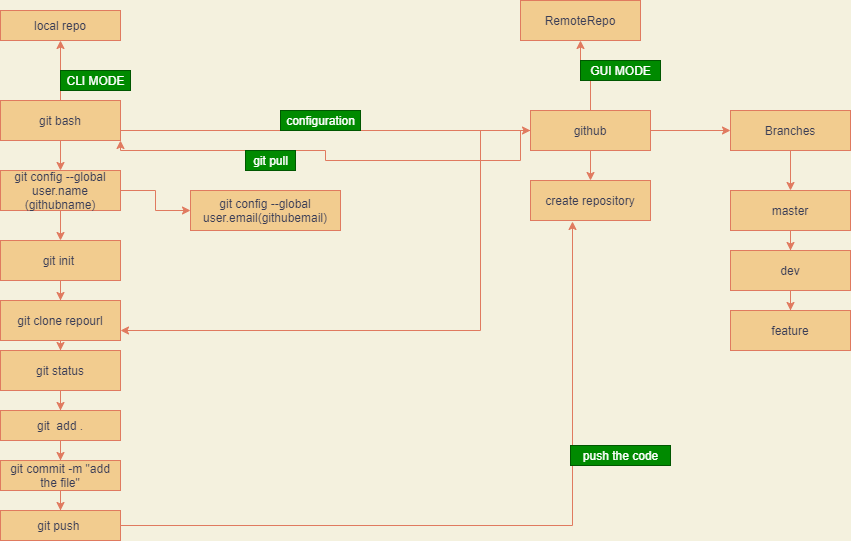 local repo
RemoteRepo
CLI MODE
GUI MODE
git bash
configuration
github
Branches
git pull
git config --global
user.name
(githubname)
git config --global
user.email(githubemail)
create repository
master
git init
dev
git clone repourl
feature
git status
git  add .
push the code
git commit -m "add
the file"
git push